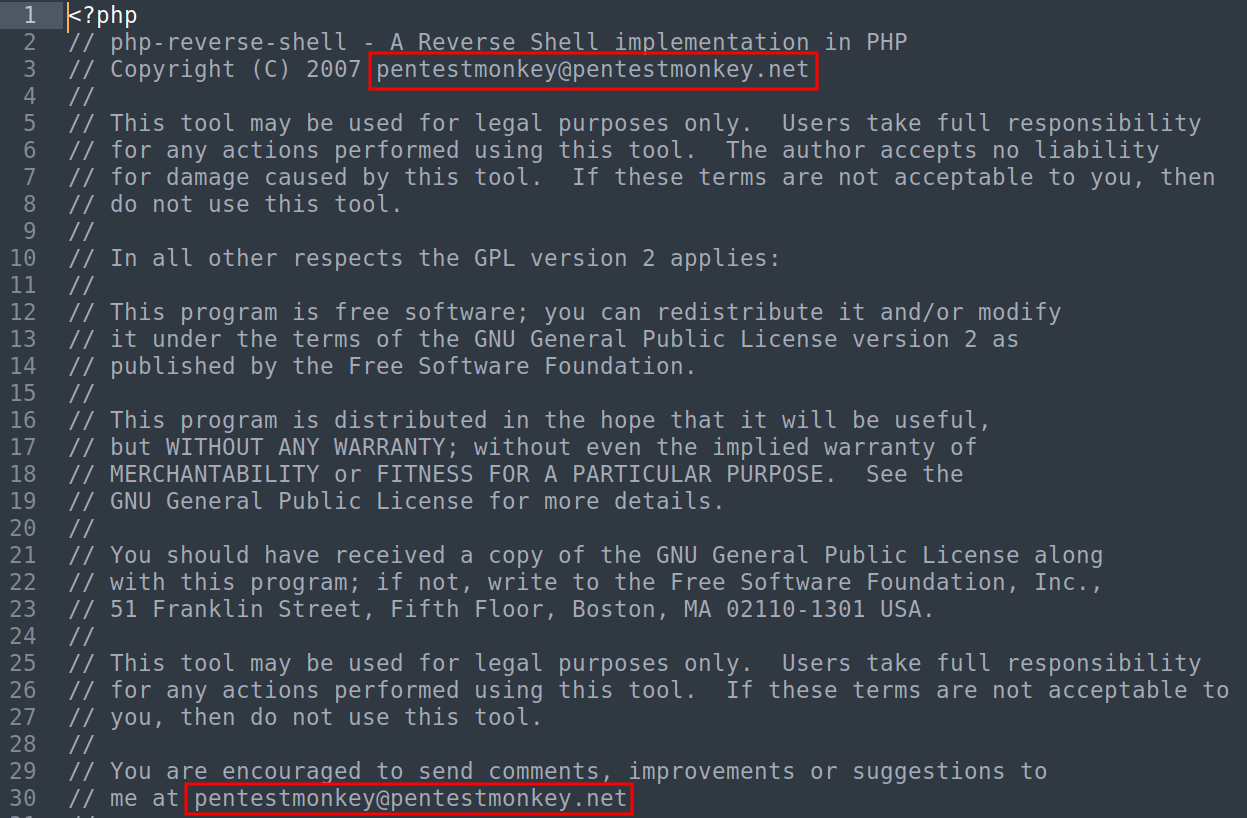 1 <?php
2 // php-reverse-shell - A Reverse Shell implementation in PHP
3 // Copyright (C) 2007 pentestmonkey@pentestmonkey.net
4 //
5 // This tool may be used for legal purposes only.  Users take full responsibility
6 // for any actions performed using this tool.  The author accepts no liability
7 // for damage caused by this tool.  If these terms are not acceptable to you, then
8 // do not use this tool.
9 //
10 // In all other respects the GPL version 2 applies:
11 //
12 // This program is free software; you can redistribute it and/or modify
13 // it under the terms of the GNU General Public License version 2 as
14 // published by the Free Software Foundation.
15 //
16 // This program is distributed in the hope that it will be useful,
17 // but WITHOUT ANY WARRANTY; without even the implied warranty of
18 // MERCHANTABILITY or FITNESS FOR A PARTICULAR PURPOSE.  See the
19 // GNU General Public License for more details.
20 //
21 // You should have received a copy of the GNU General Public License along
22 // with this program; if not, write to the Free Software Foundation, Inc.,
23 // 51 Franklin Street, Fifth Floor, Boston, MA 02110-1301 USA.
24 //
25 // This tool may be used for legal purposes only.  Users take full responsibility
26 // for any actions performed using this tool.  If these terms are not acceptable to
27 // you, then do not use this tool.
28 //
29 // You are encouraged to send comments, improvements or suggestions to
30 // me at pentestmonkey@pentestmonkey.net